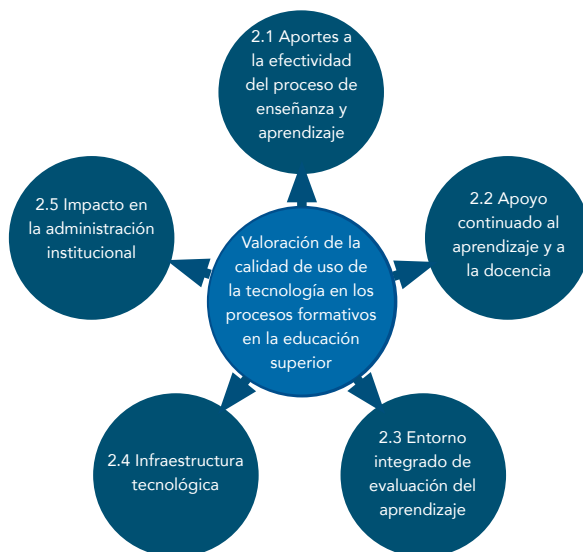 2.1 Aportes a
la efectividad
del proceso de
enseñanza y
aprendizaje
2.5 Impacto en
la administración
institucional
2.2 Apoyo
continuado al
aprendizaje y a
la docencia
Valoración de la
calidad de uso de
la tecnología en los
procesos formativos
en la educación
superior
2.4 Infraestructura
tecnológica
2.3 Entorno
integrado de
evaluación del
aprendizaje